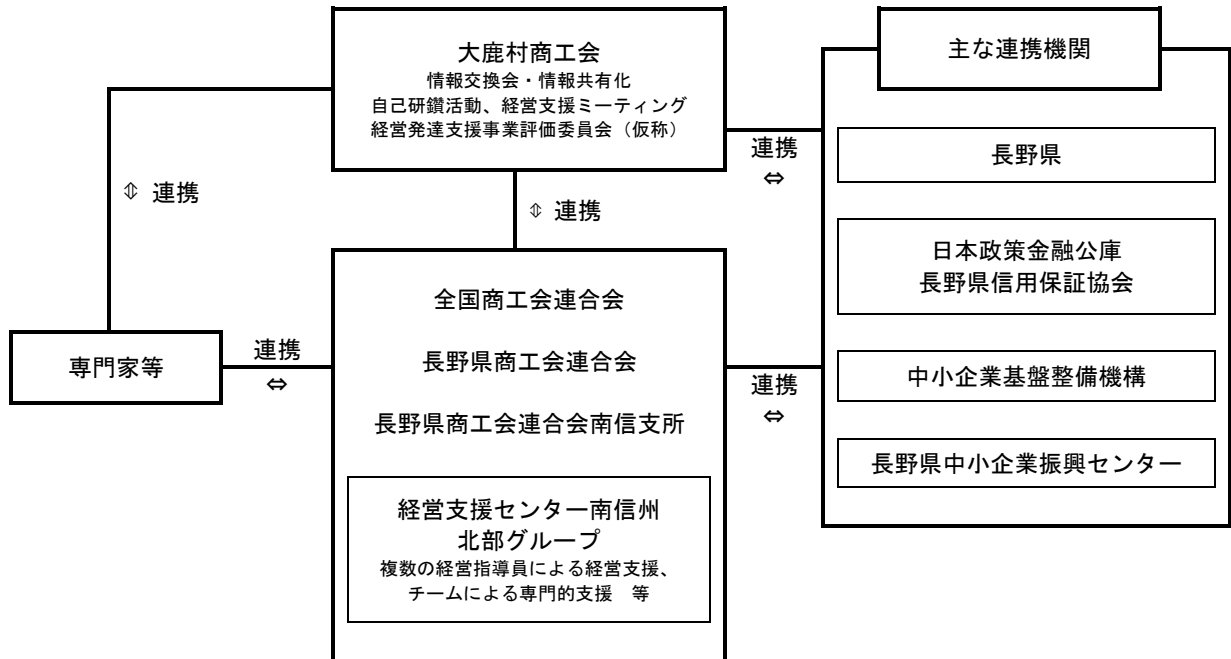 大鹿村商工会
情報交換会・情報共有化
自己研鑽活動、経営支援ミーティング
経営発達支援事業評価委員会（仮称）
主な連携機関
連携
⇔
長野県
⇕ 連携
⇕ 連携
日本政策金融公庫
長野県信用保証協会
全国商工会連合会
専門家等
連携
⇔
長野県商工会連合会
連携
⇔
中小企業基盤整備機構
長野県商工会連合会南信支所
長野県中小企業振興センター
経営支援センター南信州
北部グループ
複数の経営指導員による経営支援、
チームによる専門的支援　等